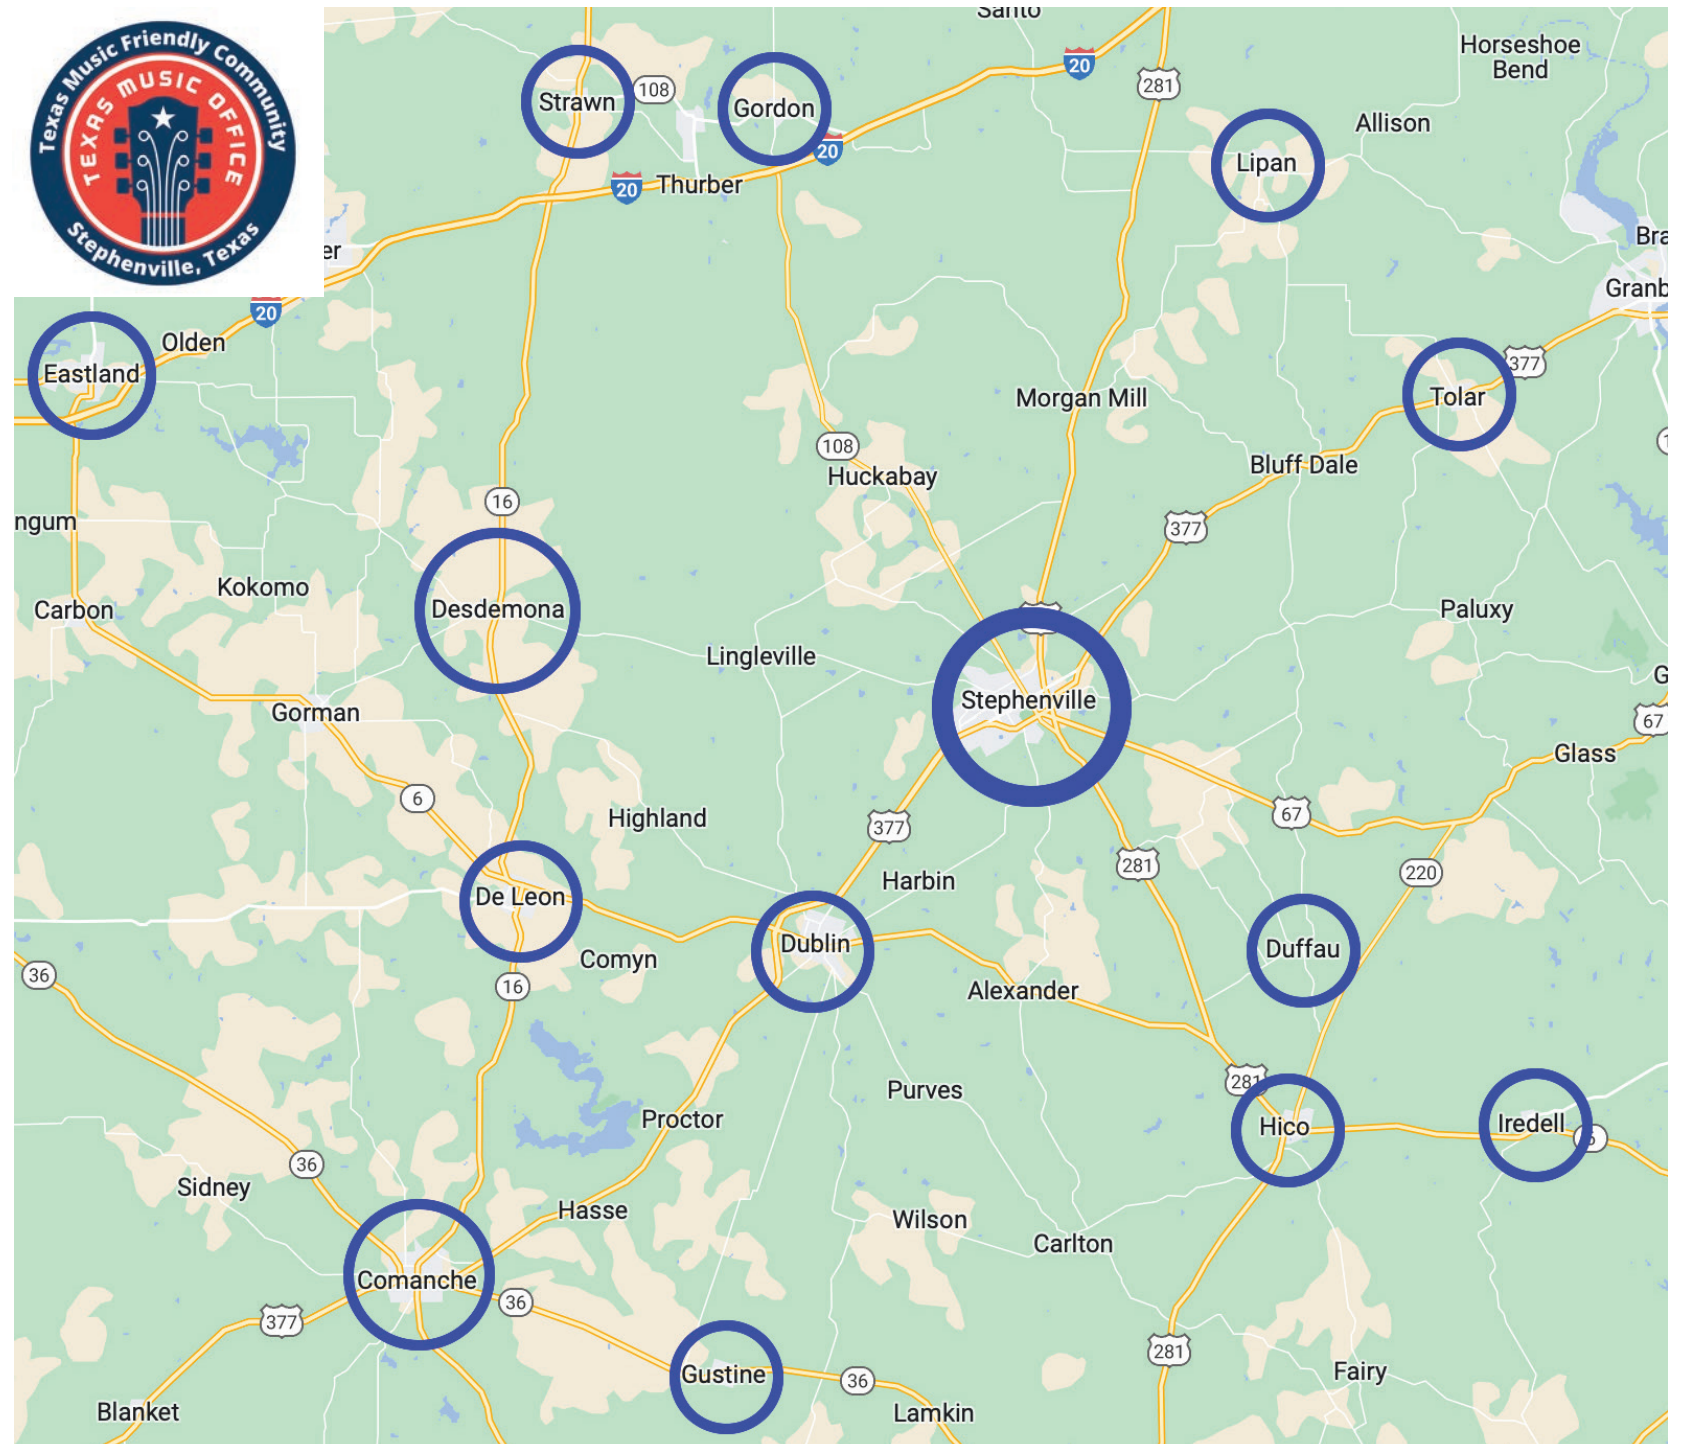 Texas Music Friendly Community
TEXAS MUSIC OFFICE
Stephenville, Texas
Santo
Horseshoe
Bend
20
281
Strawn
108
Gordon
Allison
20
Lipan
20
Thurber
er
Bra
Granb
20
Olden
Eastland
377
Tolar
Morgan Mill
108
Huckabay
Bluff Dale
16
377
ngum
Kokomo
Carbon
Desdemona
Paluxy
Lingleville
G
Stephenville
Gorman
67
Glass
6
Highland
377
67
281
Harbin
220
De Leon
Dublin
Duffau
Comyn
36
16
Alexander
281
Purves
Proctor
Hico
Iredell
36
Sidney
Hasse
Wilson
Carlton
Comanche
36
377
281
Gustine
36
Fairy
Blanket
Lamkin